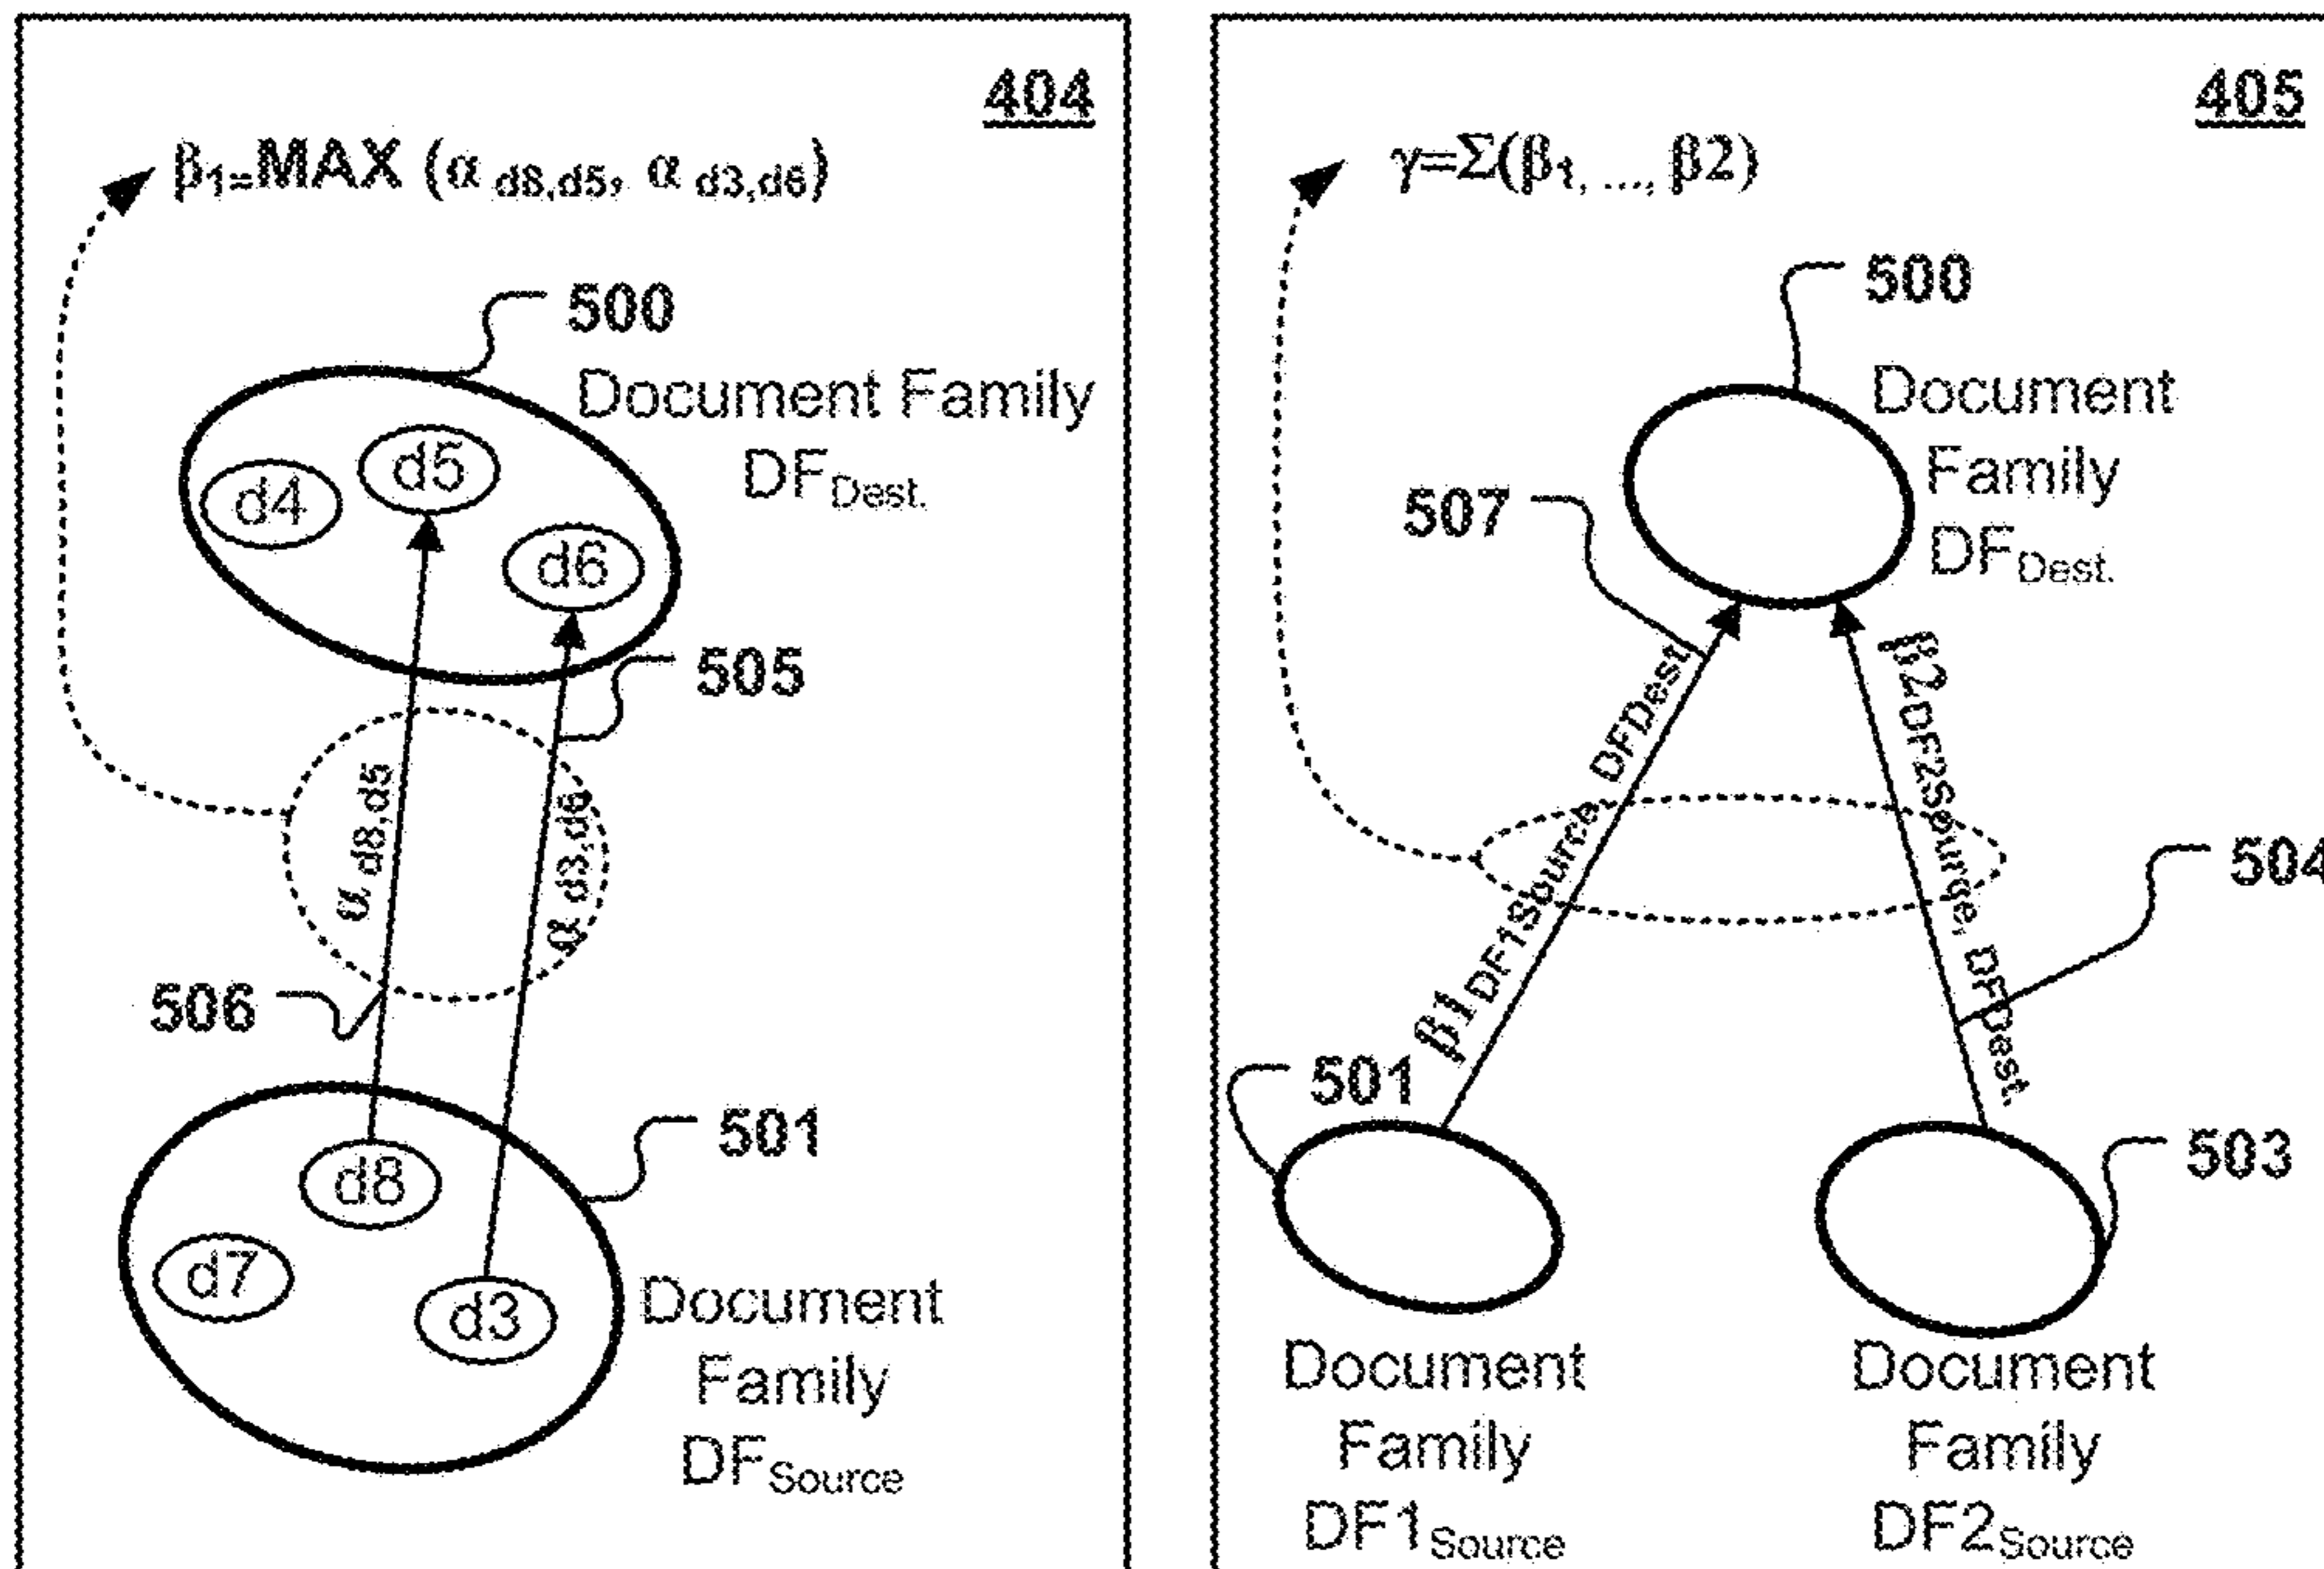 404
β1=MAX (α d8,d5, α d3,d6)
500
Document Family
DFDest.
d5
d4
d6
505
α d8,d5
α d3,d6
506
501
d8
d7
d3
Document
Family
DFSource
405
γ=Σ(β1, ..., β2)
500
Document
Family
DFDest.
507
β1DF1Source, DFDest
β2DF2Source, DFDest.
504
501
503
Document
Family
DF1Source
Document
Family
DF2Source